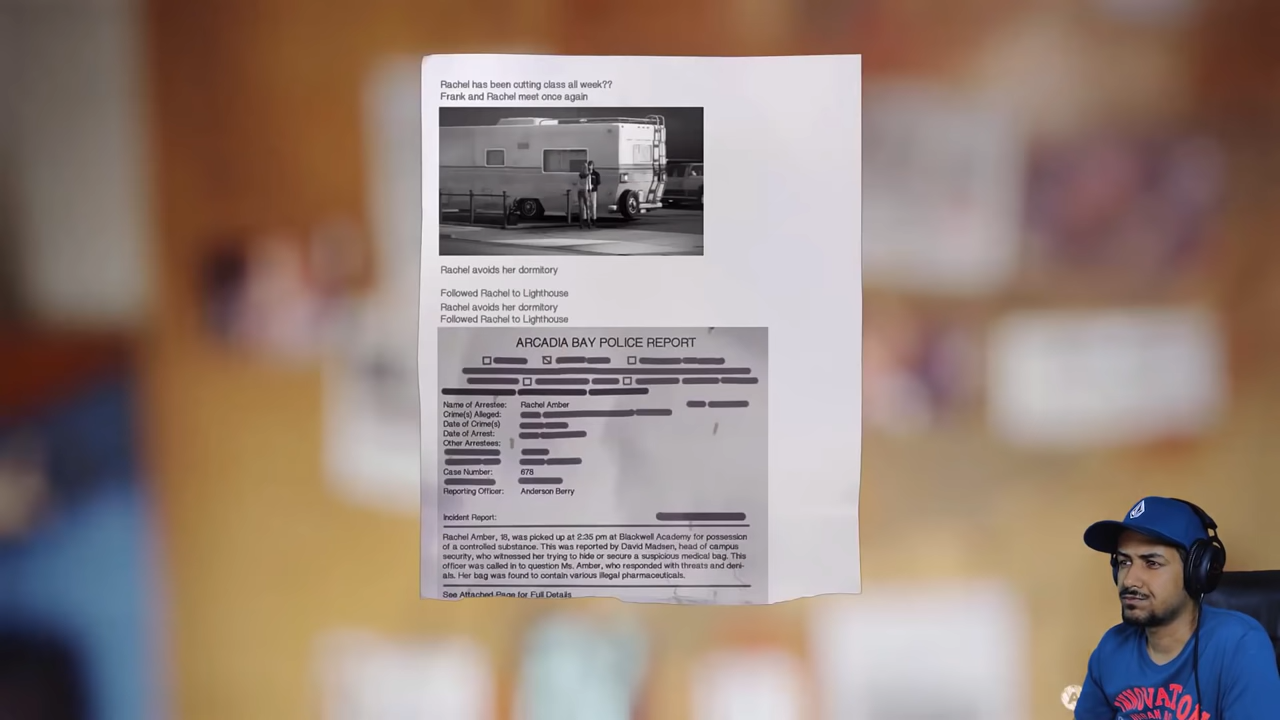 Rachel has been cutting class all week??
Frank and Rachel meet once again
Rachel avoids her dormitory
Followed Rachel to Lighthouse
Rachel avoids her dormitory
Followed Rachel to Lighthouse
ARCADIA BAY POLICE REPORT
Name of Arrestee: Rachel Amber
Crime(s) Alleged:
Date of Crime(s)
Date of Arrest:
Other Arrestees:
Case Number: 678
Reporting Officer: Anderson Berry
Incident Report:
Rachel Amber, 18, was picked up at 2:35 pm at Blackwell Academy for possession
of a controlled substance. This was reported by David Madsen, head of campus
security, who witnessed her trying to hide or secure a suspicious medical bag. This
officer was called in to question Ms. Amber, who responded with threats and deni-
als. Her bag was found to contain various illegal pharmaceuticals.
See Attached Page for Full Details